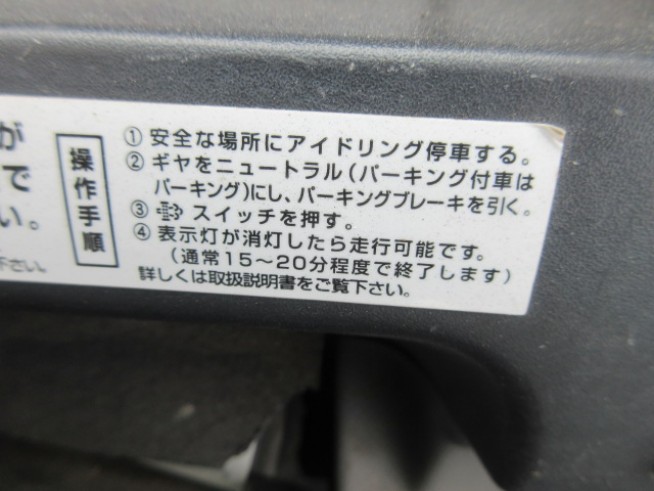 が
で
い。
下さい。
操作手順
① 安全な場所にアイドリング停車する。
② ギヤをニュートラル(パーキング付車は
パーキング)にし、パーキングブレーキを引く。
③ スイッチを押す。
④ 表示灯が消灯したら走行可能です。
(通常15〜20分程度で終了します)
詳しくは取扱説明書をご覧下さい。